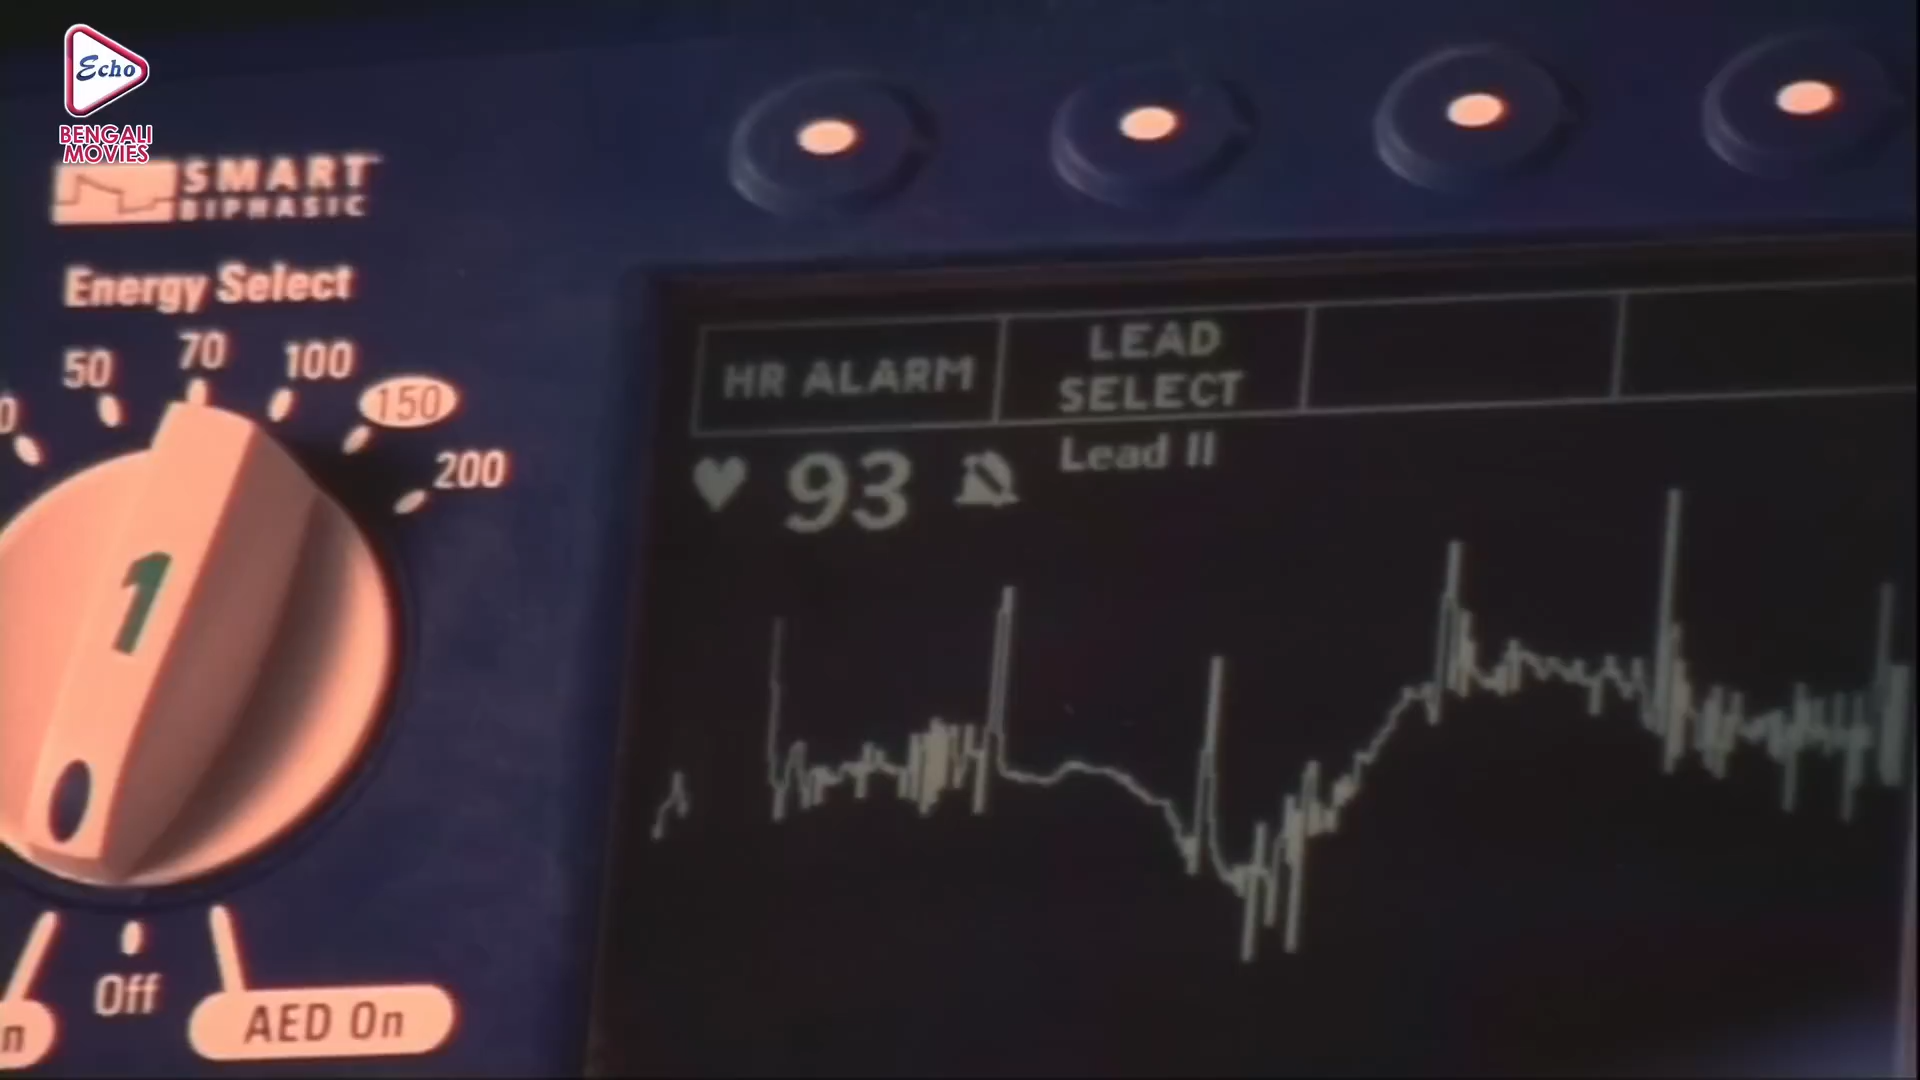 Echo
BENGALI
MOVIES
SMART
BIPHASIC
Energy Select
50
70
100
150
200
1
Off
AED On
HR ALARM
LEAD
SELECT
93
Lead II